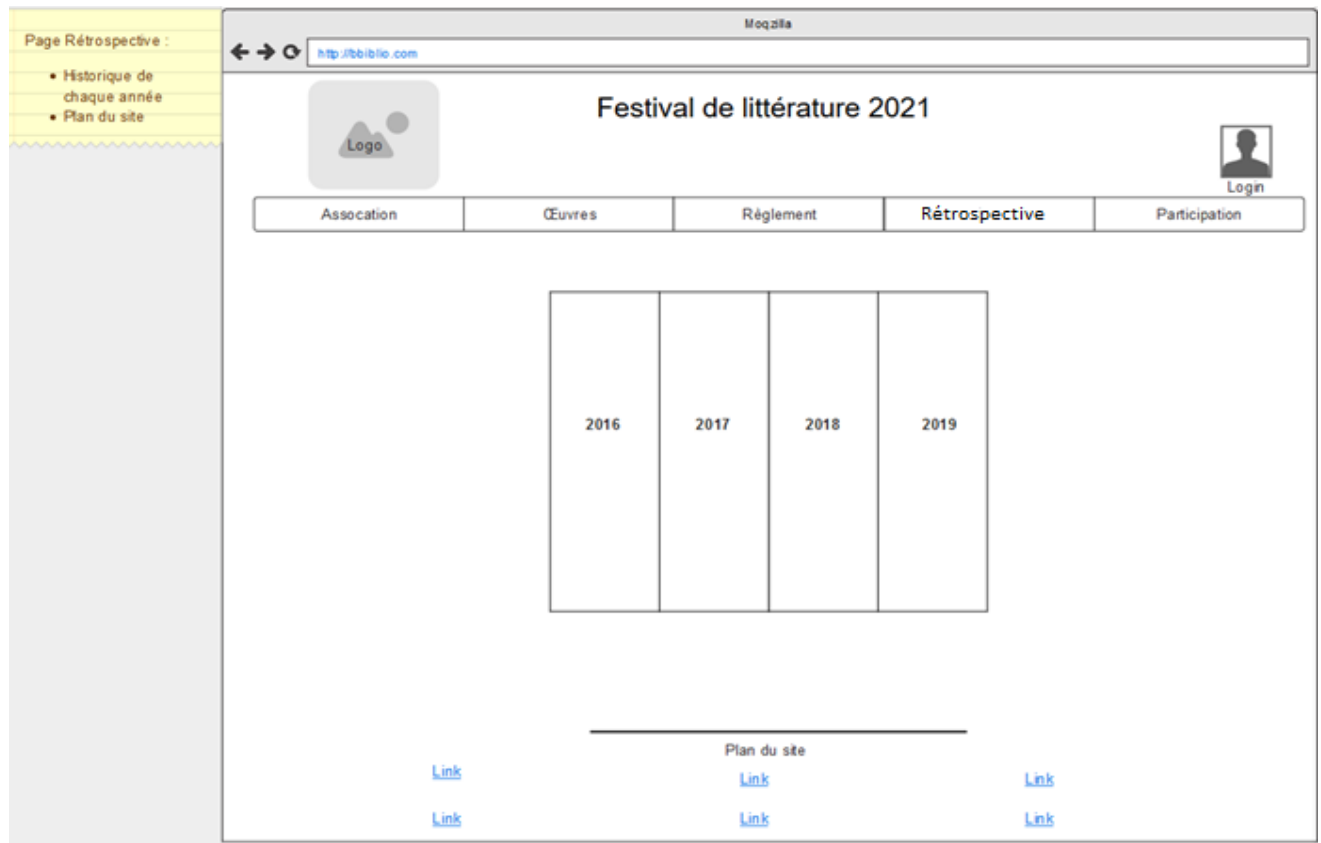 Page Rétrospective :
• Historique de
chaque année
• Plan du site
Moqzilla
http://bbiblio.com
Logo
Festival de littérature 2021
Login
Assocation Œuvres Règlement Rétrospective Participation
2016 2017 2018 2019
Plan du site
Link Link Link
Link Link Link